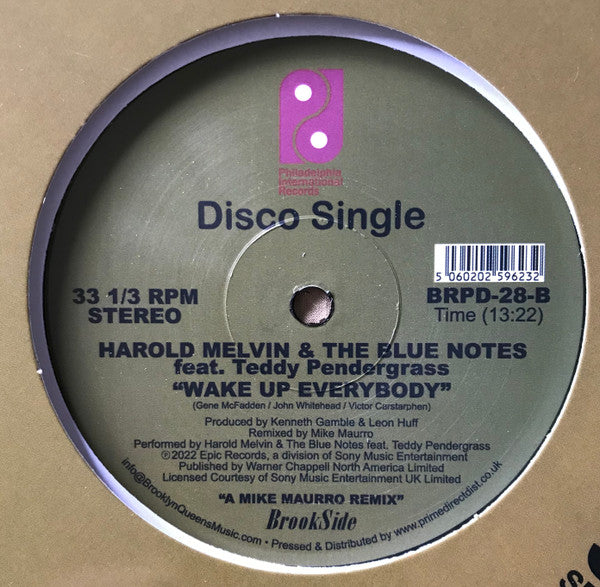 Philadelphia
International
Records
Disco Single
5 060202 596232
33 1/3 RPM
STEREO
BRPD-28-B
Time (13:22)
HAROLD MELVIN & THE BLUE NOTES
feat. Teddy Pendergrass
“WAKE UP EVERYBODY”
(Gene McFadden / John Whitehead / Victor Carstarphen)
Produced by Kenneth Gamble & Leon Huff
Remixed by Mike Maurro
Performed by Harold Melvin & The Blue Notes feat. Teddy Pendergrass
℗2022 Epic Records, a division of Sony Music Entertainment
Published by Warner Chappell North America Limited
Licensed Courtesy of Sony Music Entertainment UK Limited
“A MIKE MAURRO REMIX”
BrookSide
info@BrooklynQueensMusic.com • Pressed & Distributed by www.primedirectdist.co.uk